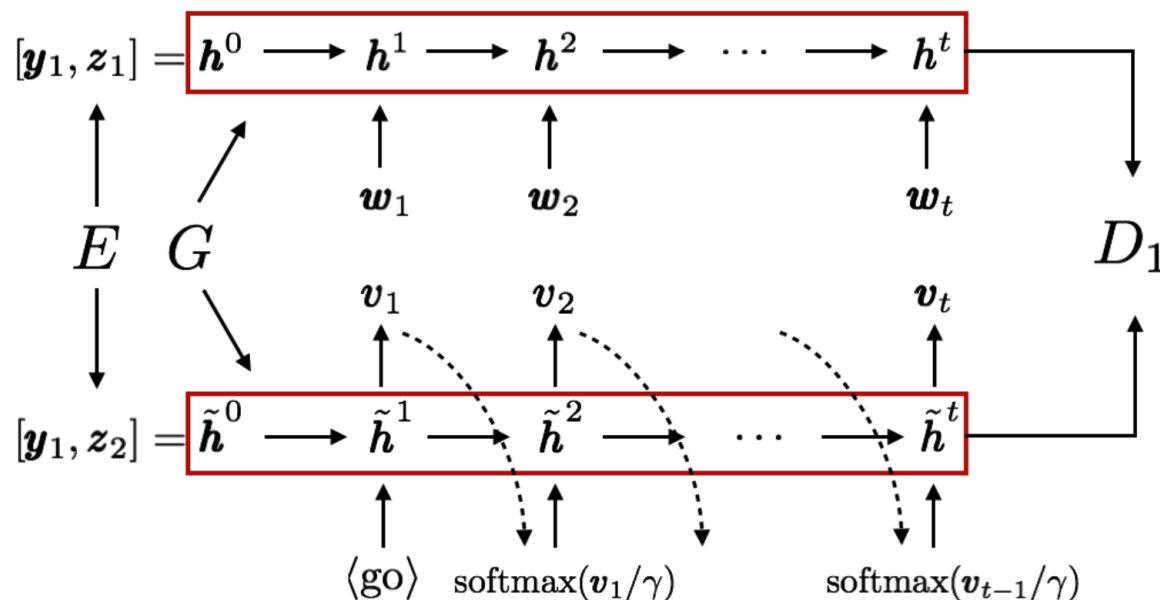 [y₁, z₁] = h⁰ h¹ h² ··· hᵗ
w₁ w₂ wₜ
E G D₁
v₁ v₂ vₜ
[y₁, z₂] = h̃⁰ h̃¹ h̃² ··· h̃ᵗ
⟨go⟩ softmax(v₁/γ) softmax(vₜ₋₁/γ)